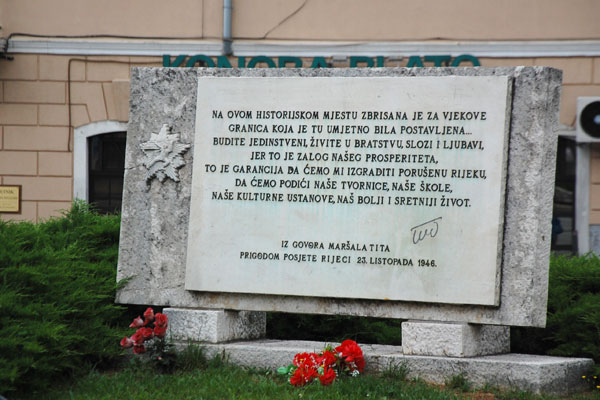 KONOBA BLATO
NA OVOM HISTORIJSKOM MJESTU ZBRISANA JE ZA VJEKOVE
GRANICA KOJA JE TU UMJETNO BILA POSTAVLJENA...
BUDITE JEDINSTVENI, ŽIVITE U BRATSTVU, SLOZI I LJUBAVI,
JER TO JE ZALOG NAŠEG PROSPERITETA,
TO JE GARANCIJA DA ĆEMO MI IZGRADITI PORUŠENU RIJEKU,
DA ĆEMO PODIĆI NAŠE TVORNICE, NAŠE ŠKOLE,
NAŠE KULTURNE USTANOVE, NAŠ BOLJI I SRETNIJI ŽIVOT.
Tito
IZ GOVORA MARŠALA TITA
PRIGODOM POSJETE RIJECI 23. LISTOPADA 1946.